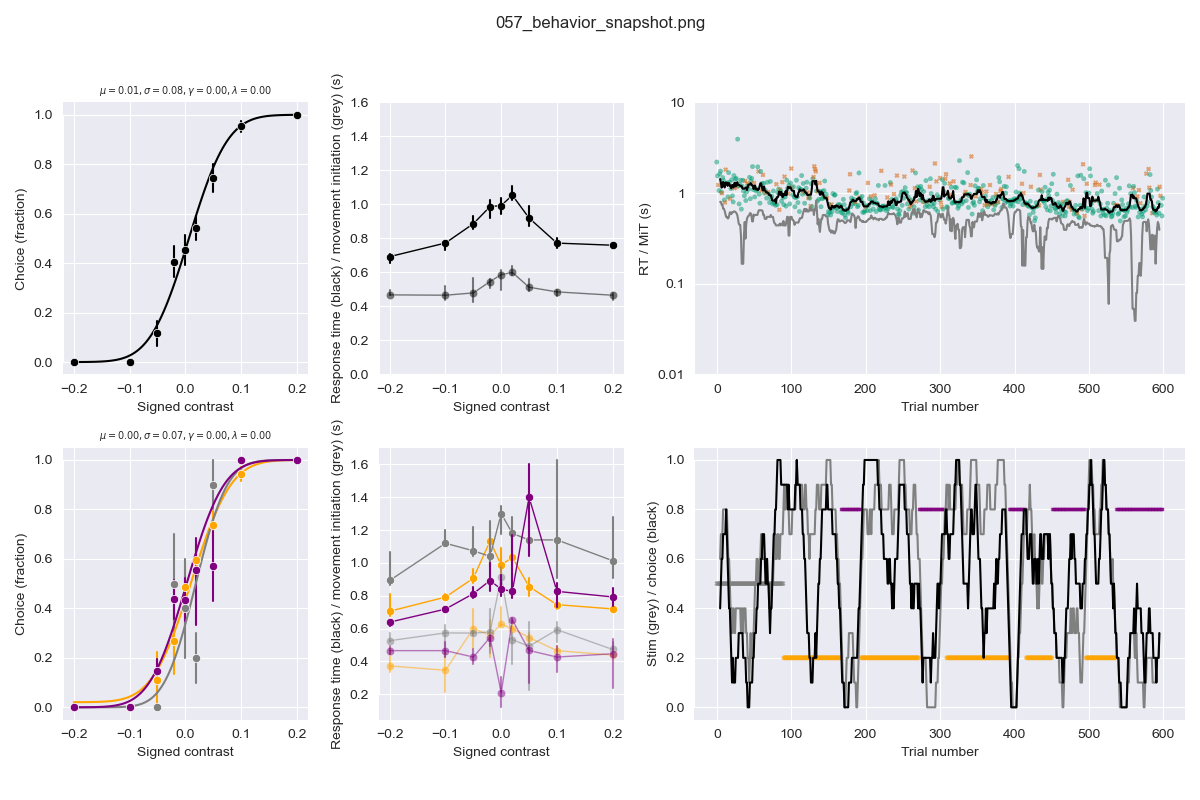 057_behavior_snapshot.png
μ = 0.01, σ = 0.08, γ = 0.00, λ = 0.00
1.0
0.8
0.6
0.4
0.2
0.0
Choice (fraction)
−0.2 −0.1 0.0 0.1 0.2
Signed contrast
1.6
1.4
1.2
1.0
0.8
0.6
0.4
0.2
0.0
Response time (black) / movement initiation (grey) (s)
−0.2 −0.1 0.0 0.1 0.2
Signed contrast
10
1
0.1
0.01
RT / MiT (s)
0 100 200 300 400 500 600
Trial number
μ = 0.00, σ = 0.07, γ = 0.00, λ = 0.00
1.0
0.8
0.6
0.4
0.2
0.0
Choice (fraction)
−0.2 −0.1 0.0 0.1 0.2
Signed contrast
1.6
1.4
1.2
1.0
0.8
0.6
0.4
0.2
Response time (black) / movement initiation (grey) (s)
−0.2 −0.1 0.0 0.1 0.2
Signed contrast
1.0
0.8
0.6
0.4
0.2
0.0
Stim (grey) / choice (black)
0 100 200 300 400 500 600
Trial number